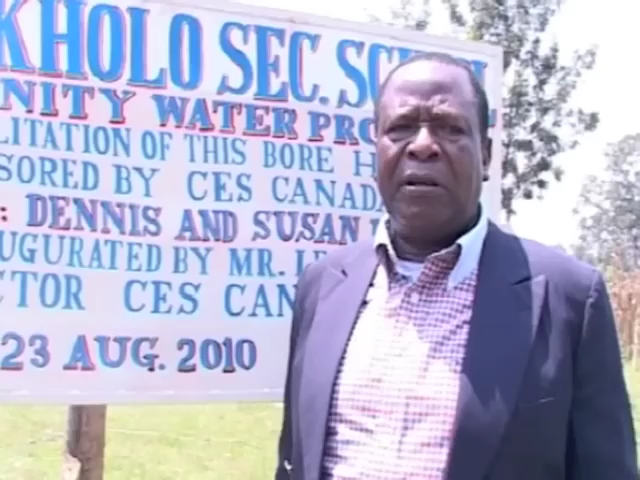 KHOLO SEC. SC
NITY WATER PRO
LITATION OF THIS BORE H
SORED BY CES CANADA
: DENNIS AND SUSAN
UGURATED BY MR.
CTOR CES CAN
23 AUG. 2010